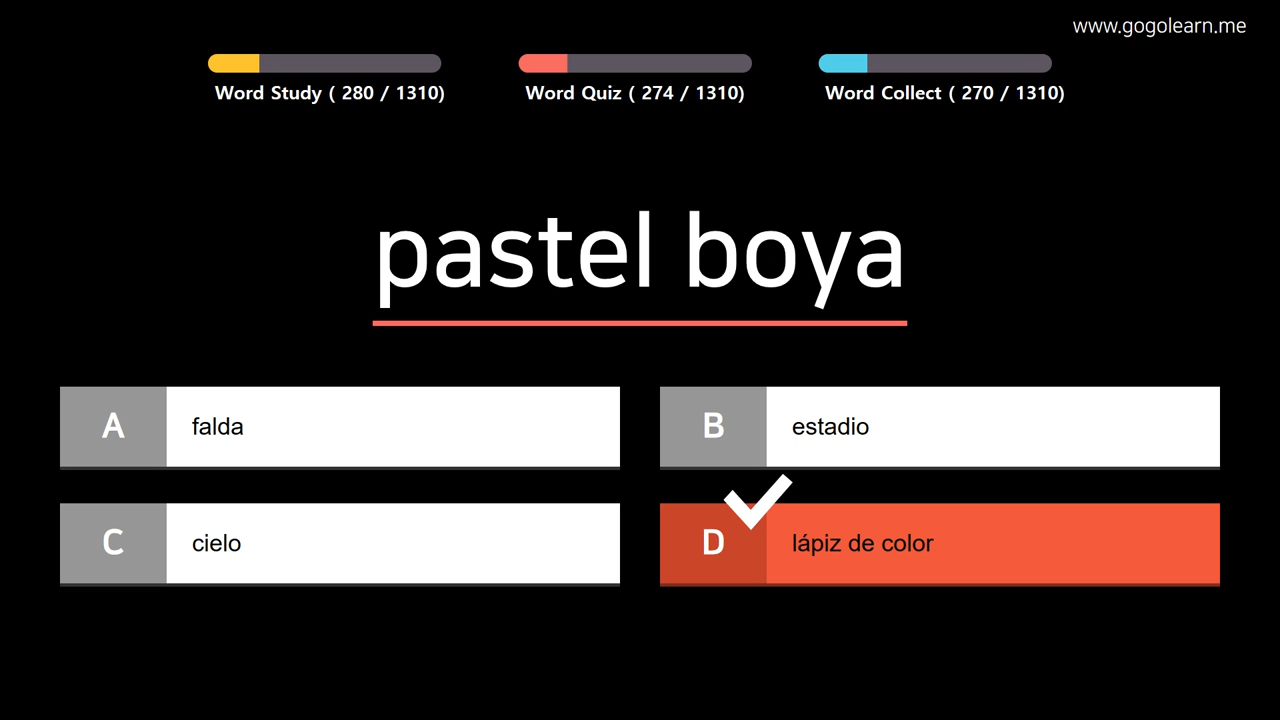 www.gogolearn.me
Word Study ( 280 / 1310)
Word Quiz ( 274 / 1310)
Word Collect ( 270 / 1310)
pastel boya
A
falda
B
estadio
C
cielo
D
lápiz de color